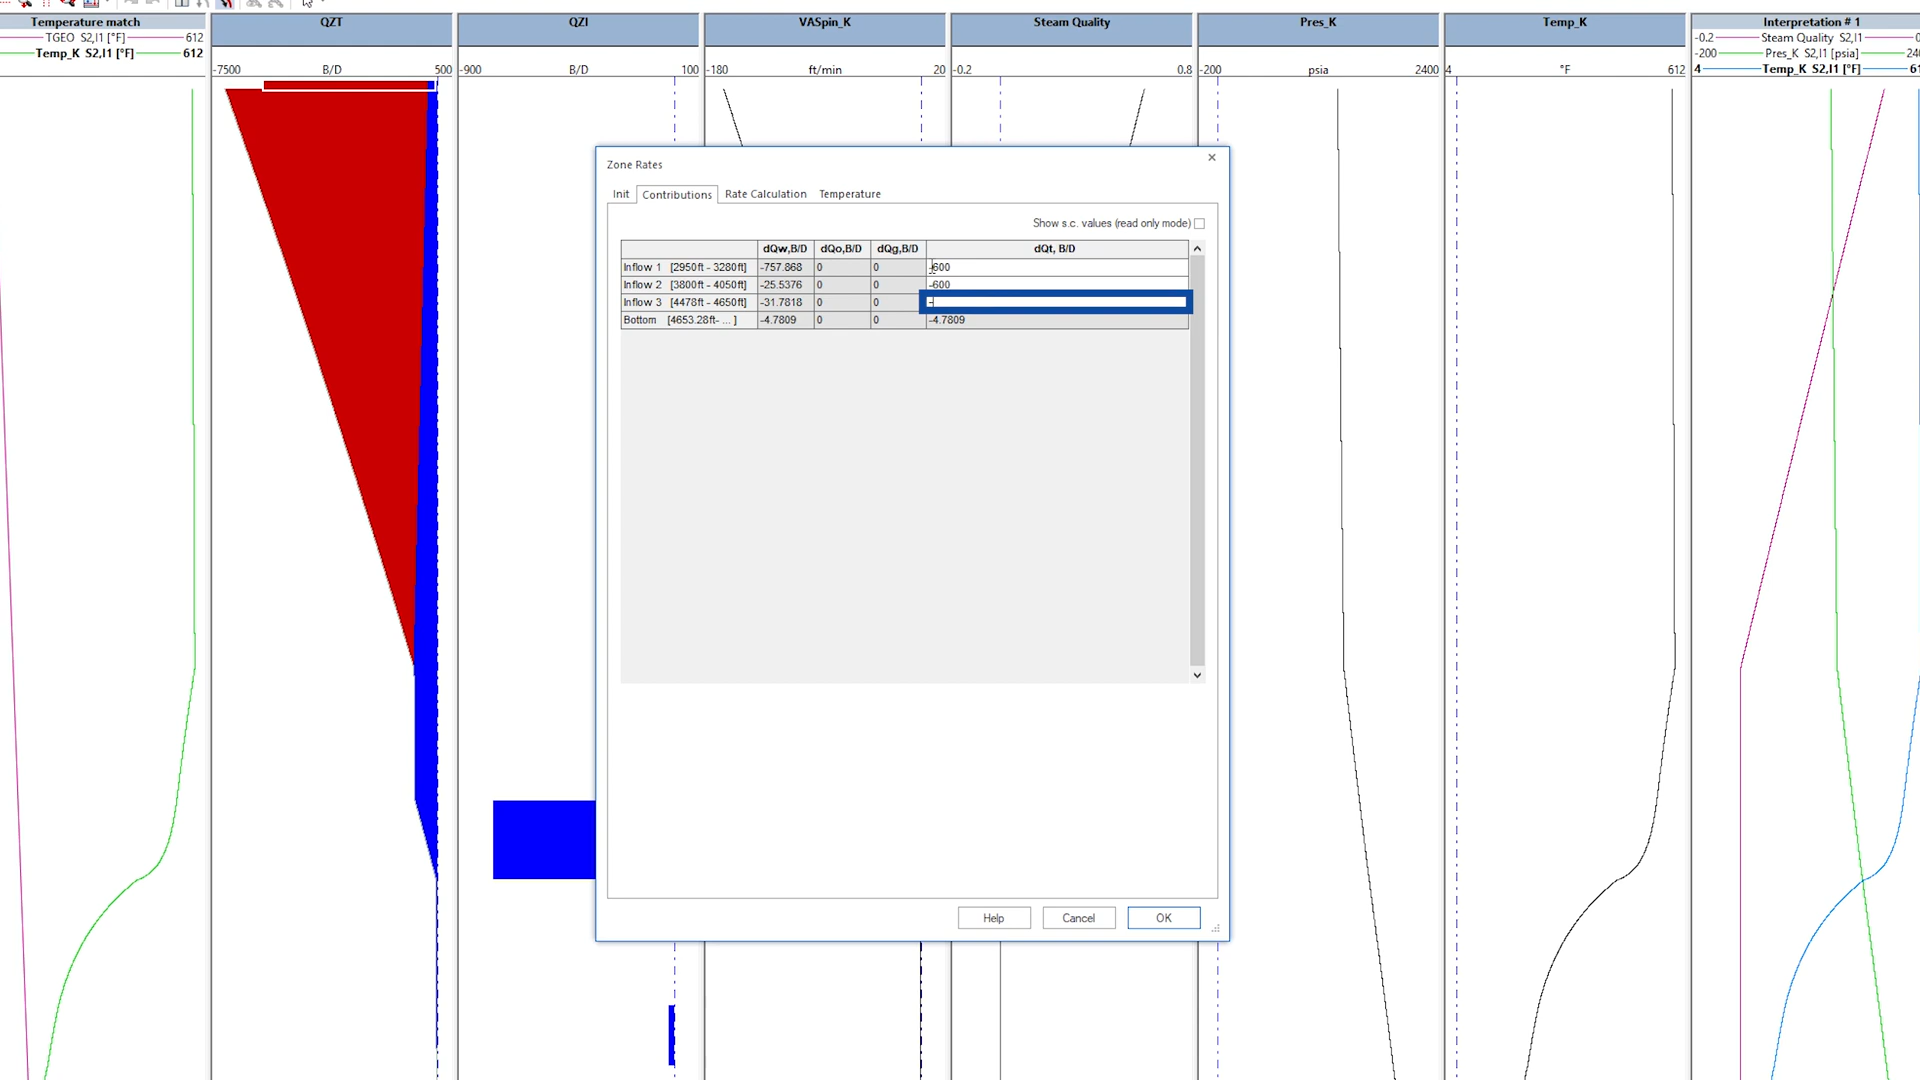 Temperature match
TGEO S2,I1 [°F] 612
Temp_K S2,I1 [°F] 612
QZT
-7500 B/D 500
QZI
-900 B/D 100
VASpin_K
-180 ft/min 20
Steam Quality
-0.2 0.8
Pres_K
-200 psia 2400
Temp_K
4 °F 612
Interpretation # 1
-0.2 Steam Quality S2,I1
-200 Pres_K S2,I1 [psia]
4 Temp_K S2,I1 [°F]
Zone Rates
Init Contributions Rate Calculation Temperature
Show s.c. values (read only mode)
dQw,B/D dQo,B/D dQg,B/D dQt, B/D
Inflow 1 [2950ft - 3280ft] -757.868 0 0 -600
Inflow 2 [3800ft - 4050ft] -25.5376 0 0 -600
Inflow 3 [4478ft - 4650ft] -31.7818 0 0 -
Bottom [4653.28ft- ... ] -4.7809 0 0 -4.7809
Help Cancel OK